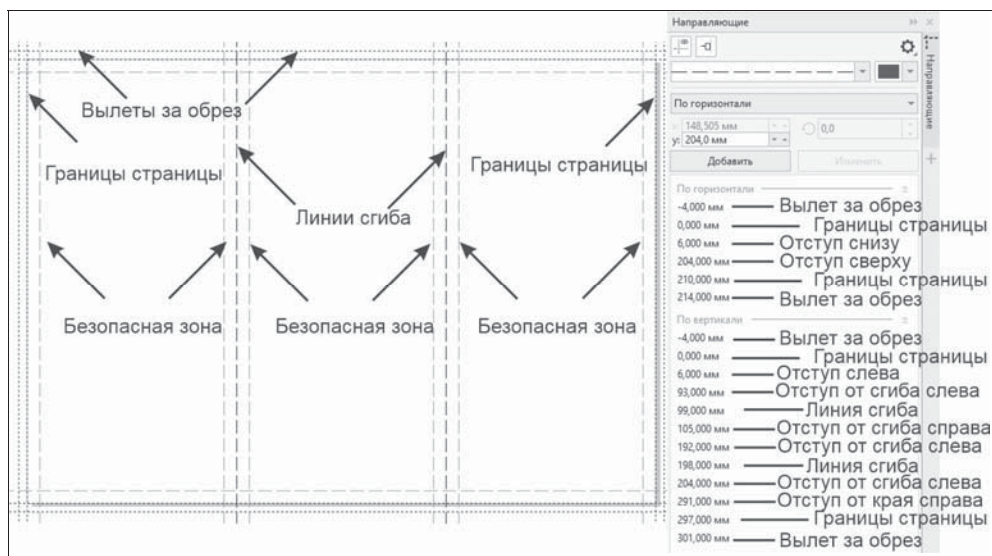 Вылеты за обрез
Границы страницы
Границы страницы
Линии сгиба
Безопасная зона
Безопасная зона
Безопасная зона
Направляющие
Направляющие
По горизонтали
x: 148,505 мм
0,0
y: 204,0 мм
Добавить
Изменить
По горизонтали
-4,000 мм Вылет за обрез
0,000 мм Границы страницы
6,000 мм Отступ снизу
204,000 мм Отступ сверху
210,000 мм Границы страницы
214,000 мм Вылет за обрез
По вертикали
-4,000 мм Вылет за обрез
0,000 мм Границы страницы
6,000 мм Отступ слева
93,000 мм Отступ от сгиба слева
99,000 мм Линия сгиба
105,000 мм Отступ от сгиба справа
192,000 мм Отступ от сгиба слева
198,000 мм Линия сгиба
204,000 мм Отступ от сгиба слева
291,000 мм Отступ от края справа
297,000 мм Границы страницы
301,000 мм Вылет за обрез